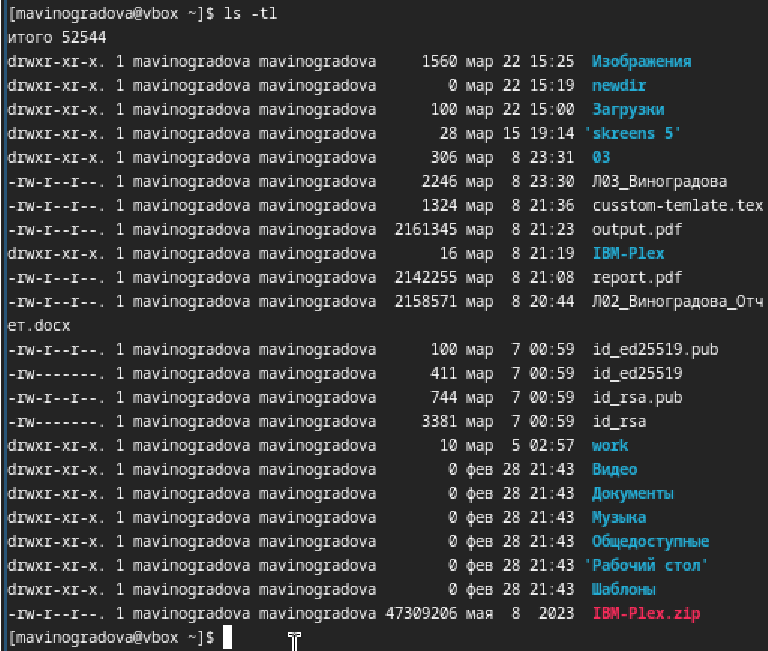 [mavinogradova@vbox ~]$ ls -tl
итого 52544
drwxr-xr-x. 1 mavinogradova mavinogradova     1560 мар 22 15:25  Изображения
drwxr-xr-x. 1 mavinogradova mavinogradova        0 мар 22 15:19  newdir
drwxr-xr-x. 1 mavinogradova mavinogradova      100 мар 22 15:00  Загрузки
drwxr-xr-x. 1 mavinogradova mavinogradova       28 мар 15 19:14 'skreens 5'
drwxr-xr-x. 1 mavinogradova mavinogradova      306 мар  8 23:31  03
-rw-r--r--. 1 mavinogradova mavinogradova     2246 мар  8 23:30  Л03_Виноградова
-rw-r--r--. 1 mavinogradova mavinogradova     1324 мар  8 21:36  cusstom-temlate.tex
-rw-r--r--. 1 mavinogradova mavinogradova  2161345 мар  8 21:23  output.pdf
drwxr-xr-x. 1 mavinogradova mavinogradova       16 мар  8 21:19  IBM-Plex
-rw-r--r--. 1 mavinogradova mavinogradova  2142255 мар  8 21:08  report.pdf
-rw-r--r--. 1 mavinogradova mavinogradova  2158571 мар  8 20:44  Л02_Виноградова_Отч
ет.docx
-rw-r--r--. 1 mavinogradova mavinogradova      100 мар  7 00:59  id_ed25519.pub
-rw-------. 1 mavinogradova mavinogradova      411 мар  7 00:59  id_ed25519
-rw-r--r--. 1 mavinogradova mavinogradova      744 мар  7 00:59  id_rsa.pub
-rw-------. 1 mavinogradova mavinogradova     3381 мар  7 00:59  id_rsa
drwxr-xr-x. 1 mavinogradova mavinogradova       10 мар  5 02:57  work
drwxr-xr-x. 1 mavinogradova mavinogradova        0 фев 28 21:43  Видео
drwxr-xr-x. 1 mavinogradova mavinogradova        0 фев 28 21:43  Документы
drwxr-xr-x. 1 mavinogradova mavinogradova        0 фев 28 21:43  Музыка
drwxr-xr-x. 1 mavinogradova mavinogradova        0 фев 28 21:43  Общедоступные
drwxr-xr-x. 1 mavinogradova mavinogradova        0 фев 28 21:43 'Рабочий стол'
drwxr-xr-x. 1 mavinogradova mavinogradova        0 фев 28 21:43  Шаблоны
-rw-r--r--. 1 mavinogradova mavinogradova 47309206 мая  8  2023  IBM-Plex.zip
[mavinogradova@vbox ~]$